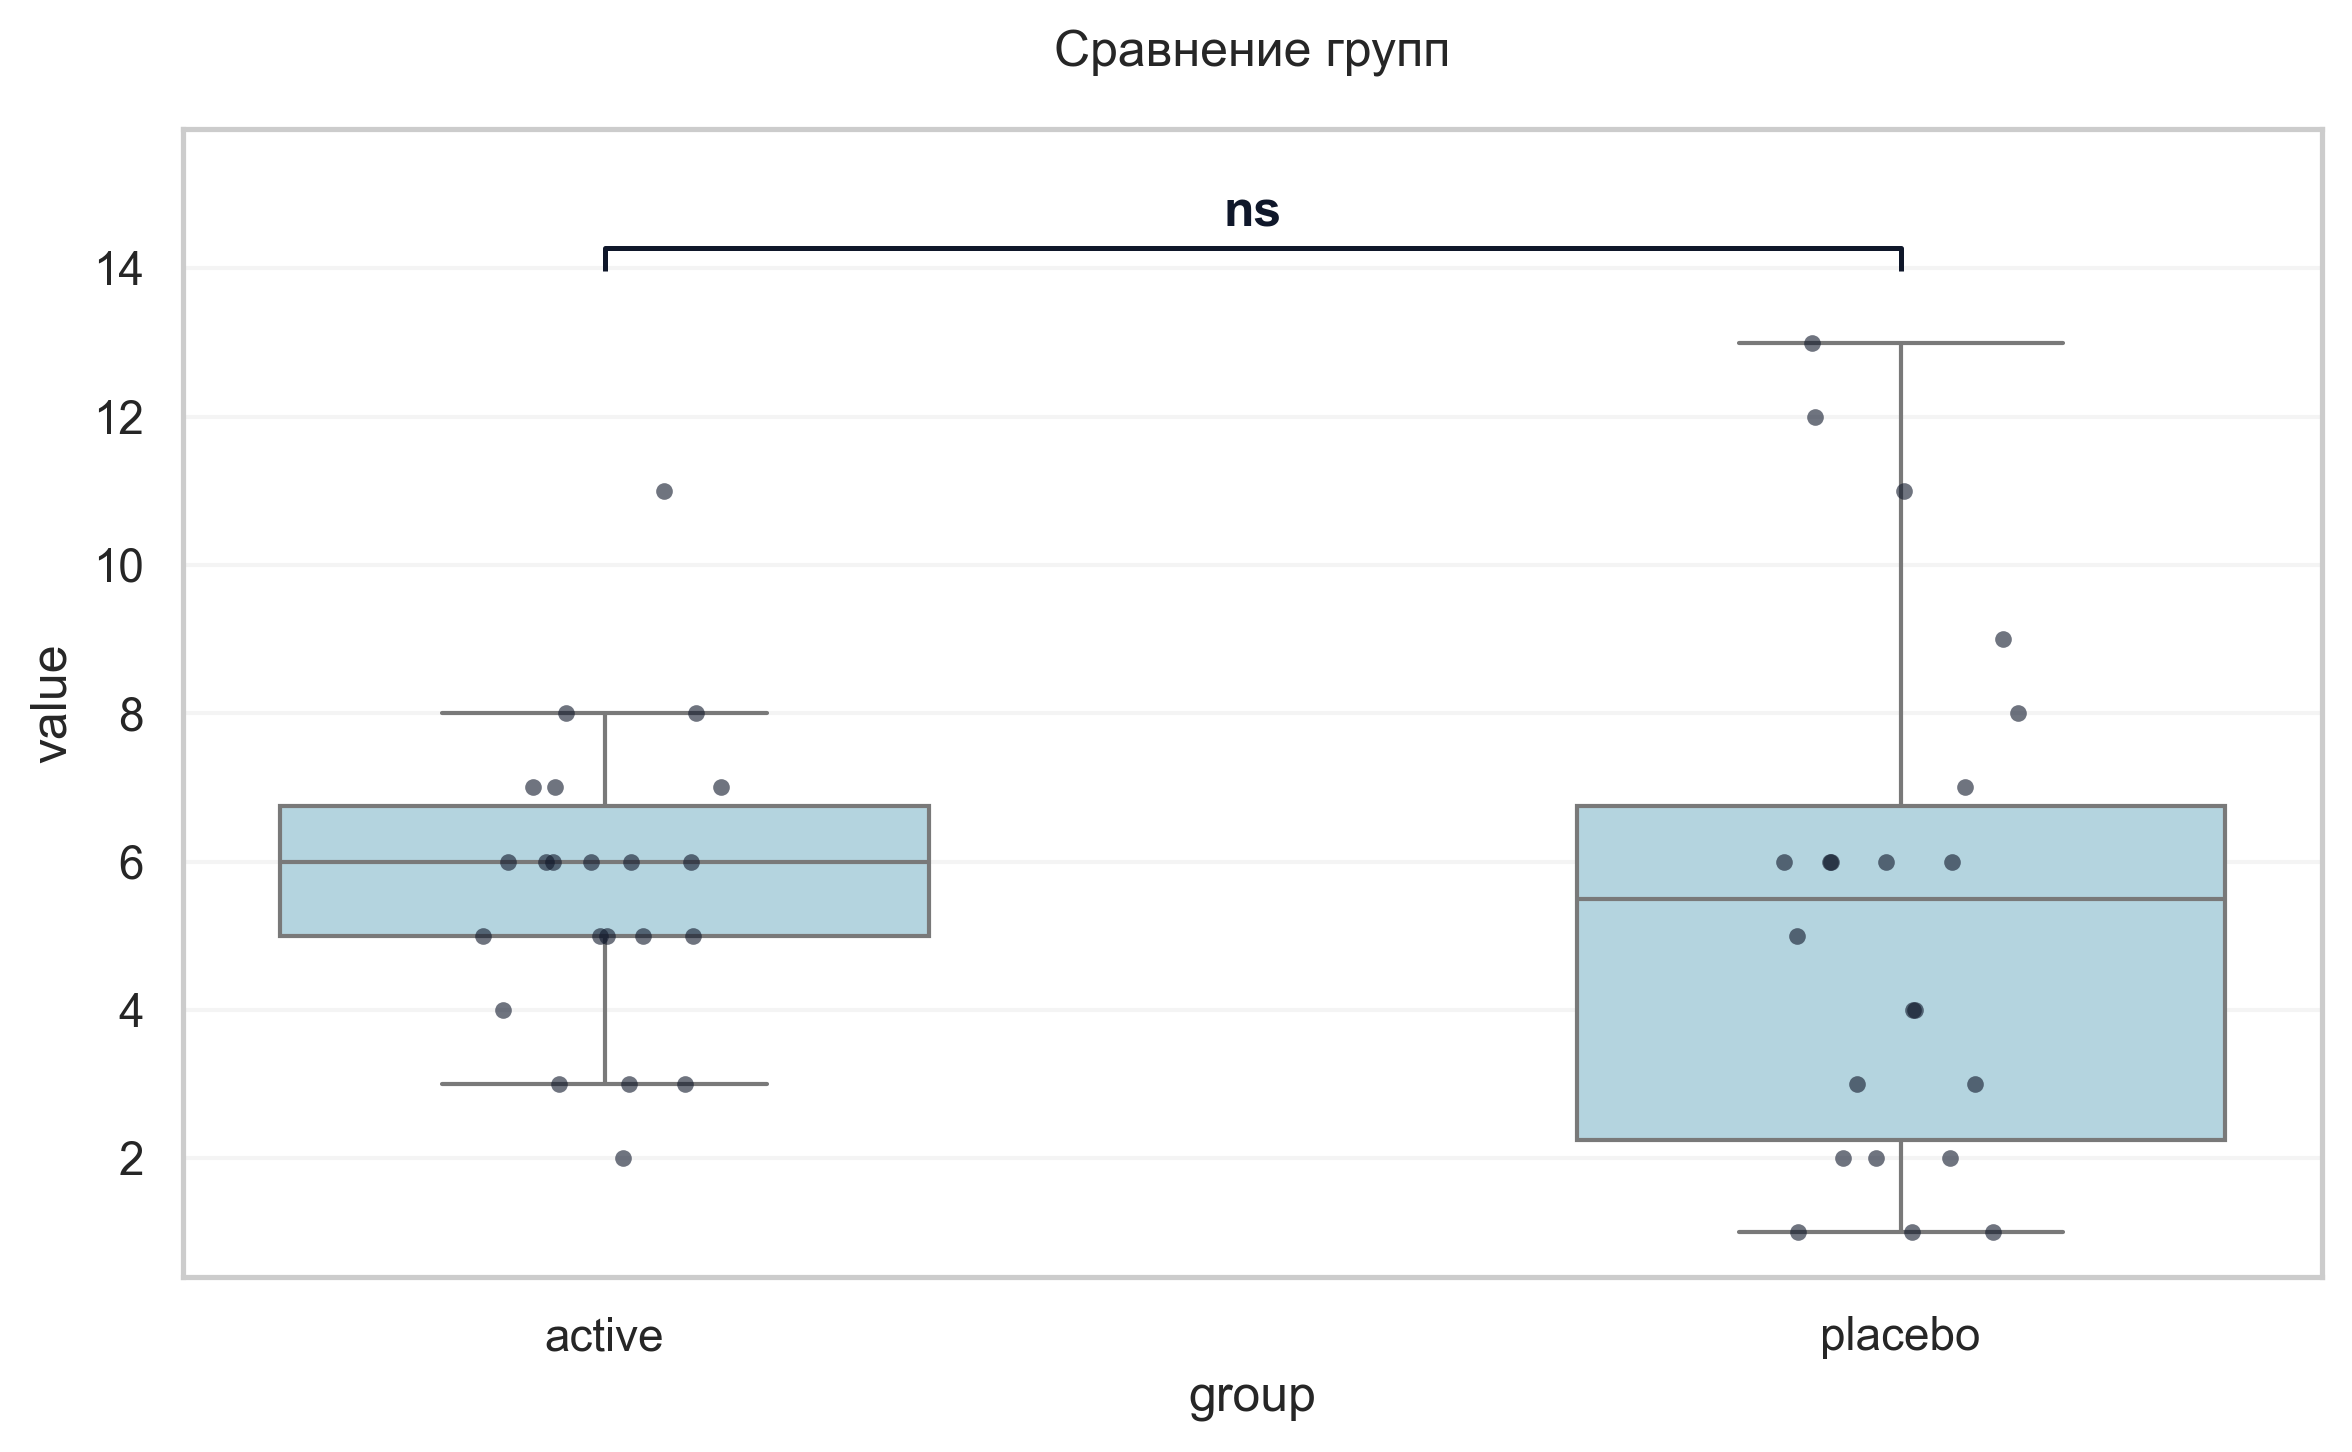 Сравнение групп
ns
14
12
10
8
6
4
2
value
active
placebo
group